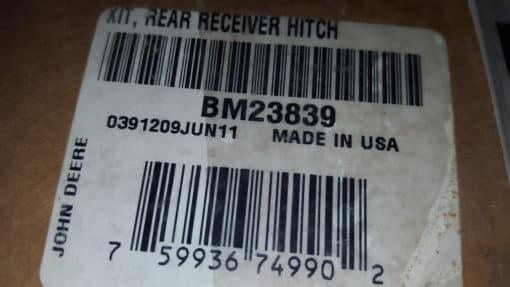 KIT, REAR RECEIVER HITCH
BM23839
0391209JUN11 MADE IN USA
JOHN DEERE
7 59936 74990 2